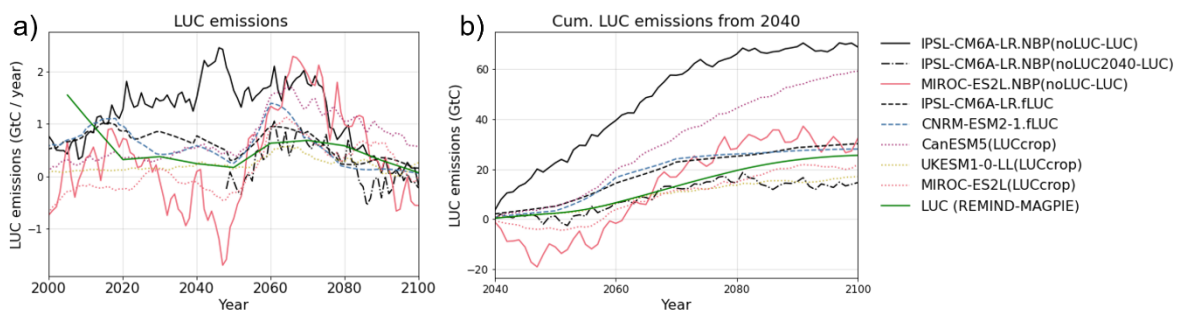 a)
LUC emissions
LUC emissions (GtC / year)
2
1
0
−1
2000 2020 2040 2060 2080 2100
Year
b)
Cum. LUC emissions from 2040
LUC emissions (GtC)
60
40
20
0
−20
2040 2060 2080 2100
Year
IPSL-CM6A-LR.NBP(noLUC-LUC)
IPSL-CM6A-LR.NBP(noLUC2040-LUC)
MIROC-ES2L.NBP(noLUC-LUC)
IPSL-CM6A-LR.fLUC
CNRM-ESM2-1.fLUC
CanESM5(LUCcrop)
UKESM1-0-LL(LUCcrop)
MIROC-ES2L(LUCcrop)
LUC (REMIND-MAGPIE)